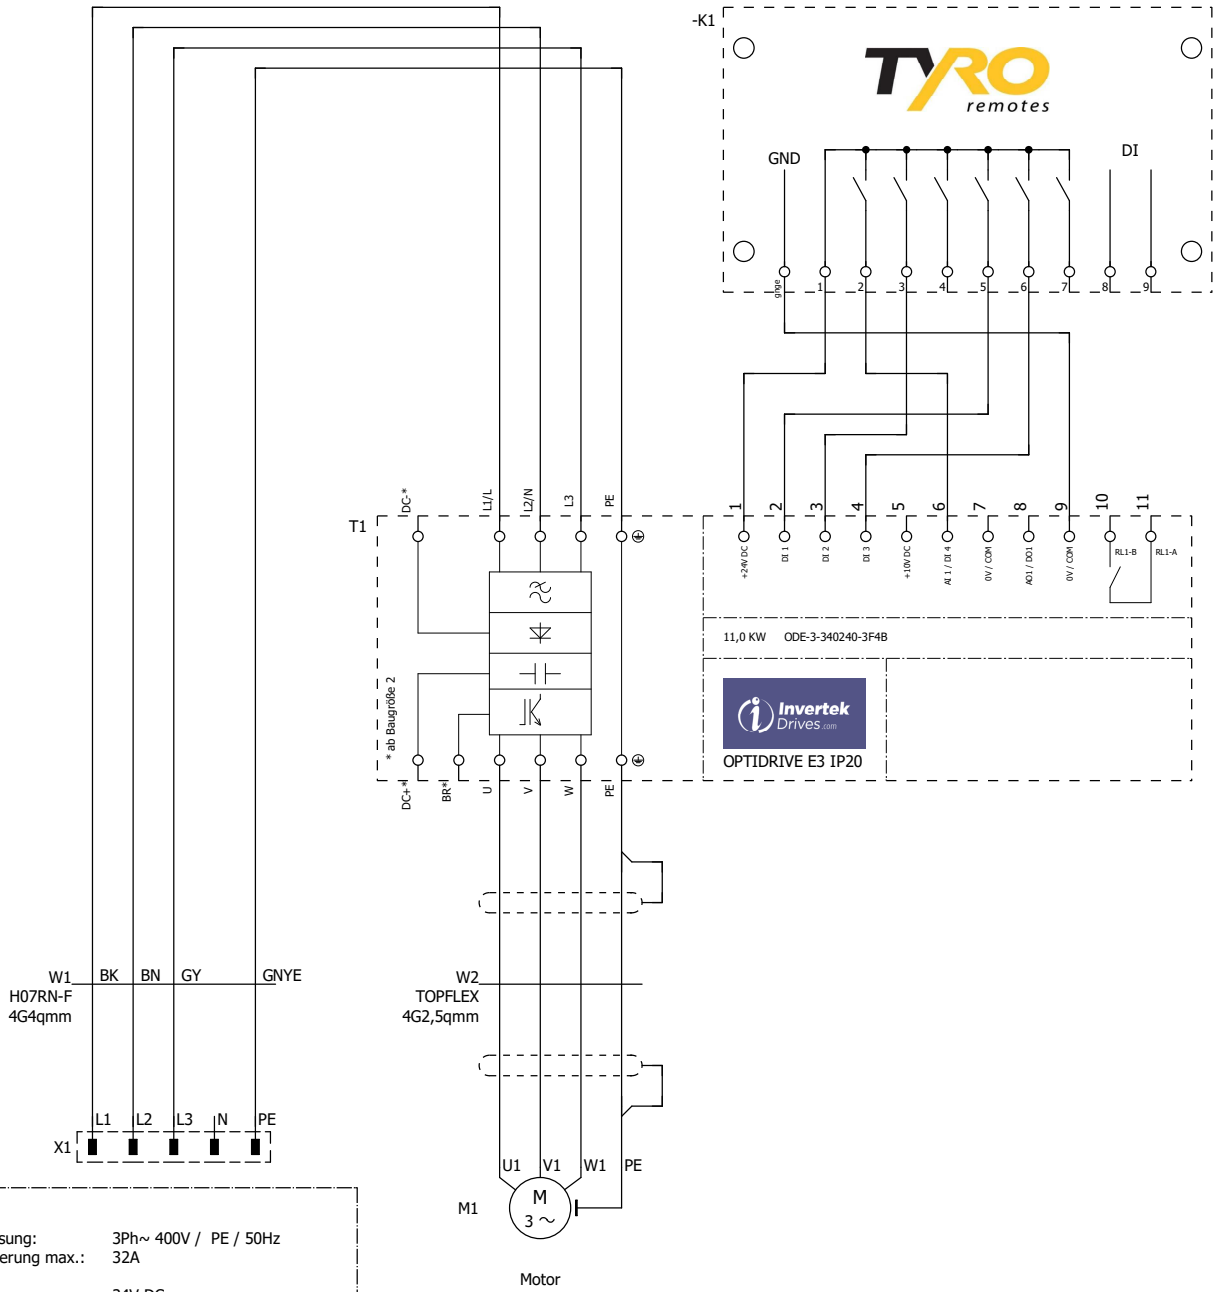 -K1
TYRO
remotes
GND
DI
gnge
1
2
3
4
5
6
7
8
9
T1
DC-*
L1/L
L2/N
L3
PE
1
2
3
4
5
6
7
8
9
10
11
+24V DC
DI 1
DI 2
DI 3
+10V DC
AI 1 / DI 4
0V / COM
AO1 / DO1
0V / COM
RL1-B
RL1-A
11,0 KW ODE-3-340240-3F4B
* ab Baugröße 2
Invertek
Drives.com
OPTIDRIVE E3 IP20
DC+*
BR*
U
V
W
PE
W1 BK BN GY GNYE
H07RN-F
4G4qmm
W2
TOPFLEX
4G2,5qmm
L1 L2 L3 N PE
X1
U1 V1 W1 PE
M1
M
3 ~
Motor
sung: 3Ph~ 400V / PE / 50Hz
erung max.: 32A